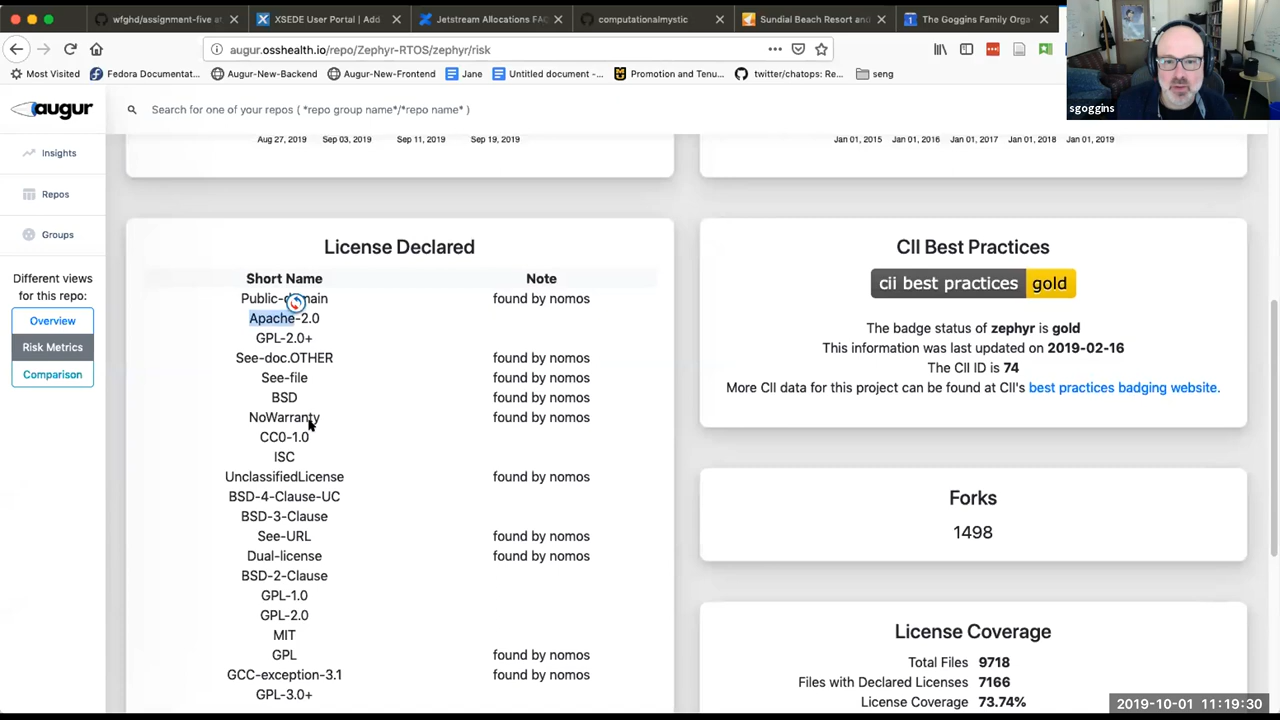 wfghd/assignment-five at
XSEDE User Portal | Add
Jetstream Allocations FAQ
computationalmystic
Sundial Beach Resort and
The Goggins Family Orga
augur.osshealth.io/repo/Zephyr-RTOS/zephyr/risk
Most Visited
Fedora Documentat...
Augur-New-Backend
Augur-New-Frontend
Jane
Untitled document -...
Promotion and Tenu...
twitter/chatops: Re...
seng
sgoggins
augur
Search for one of your repos ( *repo group name*/*repo name* )
Insights
Repos
Groups
Different views
for this repo:
Overview
Risk Metrics
Comparison
Aug 27, 2019 Sep 03, 2019 Sep 11, 2019 Sep 19, 2019
Jan 01, 2015 Jan 01, 2016 Jan 01, 2017 Jan 01, 2018 Jan 01, 2019
License Declared
Short Name Note
Public-domain found by nomos
Apache-2.0
GPL-2.0+
See-doc.OTHER found by nomos
See-file found by nomos
BSD found by nomos
NoWarranty found by nomos
CC0-1.0
ISC
UnclassifiedLicense found by nomos
BSD-4-Clause-UC
BSD-3-Clause
See-URL found by nomos
Dual-license found by nomos
BSD-2-Clause
GPL-1.0
GPL-2.0
MIT
GPL found by nomos
GCC-exception-3.1 found by nomos
GPL-3.0+
CII Best Practices
cii best practices gold
The badge status of zephyr is gold
This information was last updated on 2019-02-16
The CII ID is 74
More CII data for this project can be found at CII's best practices badging website.
Forks
1498
License Coverage
Total Files 9718
Files with Declared Licenses 7166
License Coverage 73.74%
2019-10-01 11:19:30